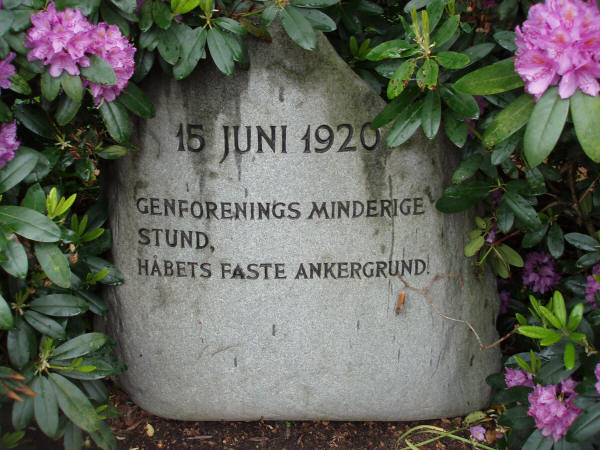 15 JUNI 1920
GENFORENINGS MINDERIGE
STUND,
HÅBETS FASTE ANKERGRUND.